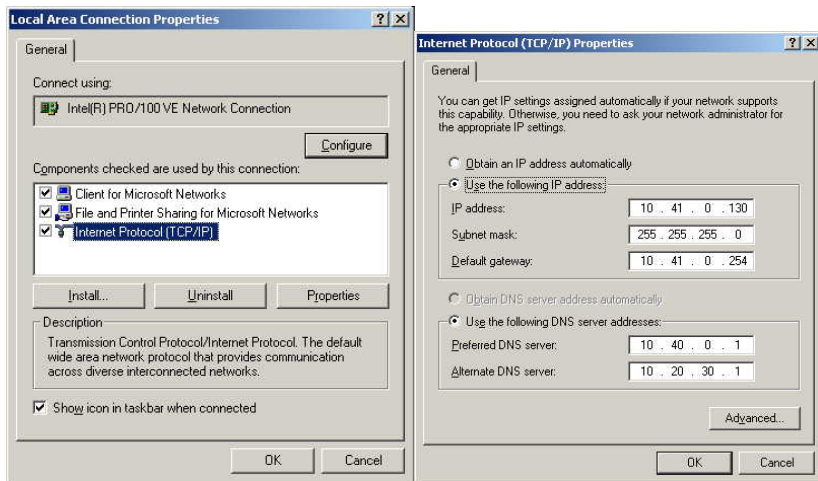 Local Area Connection Properties
General
Connect using:
Intel(R) PRO/100 VE Network Connection
Configure
Components checked are used by this connection:
Client for Microsoft Networks
File and Printer Sharing for Microsoft Networks
Internet Protocol (TCP/IP)
Install...
Uninstall
Properties
Description
Transmission Control Protocol/Internet Protocol. The default
wide area network protocol that provides communication
across diverse interconnected networks.
Show icon in taskbar when connected
OK
Cancel
Internet Protocol (TCP/IP) Properties
General
You can get IP settings assigned automatically if your network supports
this capability. Otherwise, you need to ask your network administrator for
the appropriate IP settings.
Obtain an IP address automatically
Use the following IP address:
IP address: 10 . 41 . 0 . 130
Subnet mask: 255 . 255 . 255 . 0
Default gateway: 10 . 41 . 0 . 254
Obtain DNS server address automatically
Use the following DNS server addresses:
Preferred DNS server: 10 . 40 . 0 . 1
Alternate DNS server: 10 . 20 . 30 . 1
Advanced...
OK
Cancel